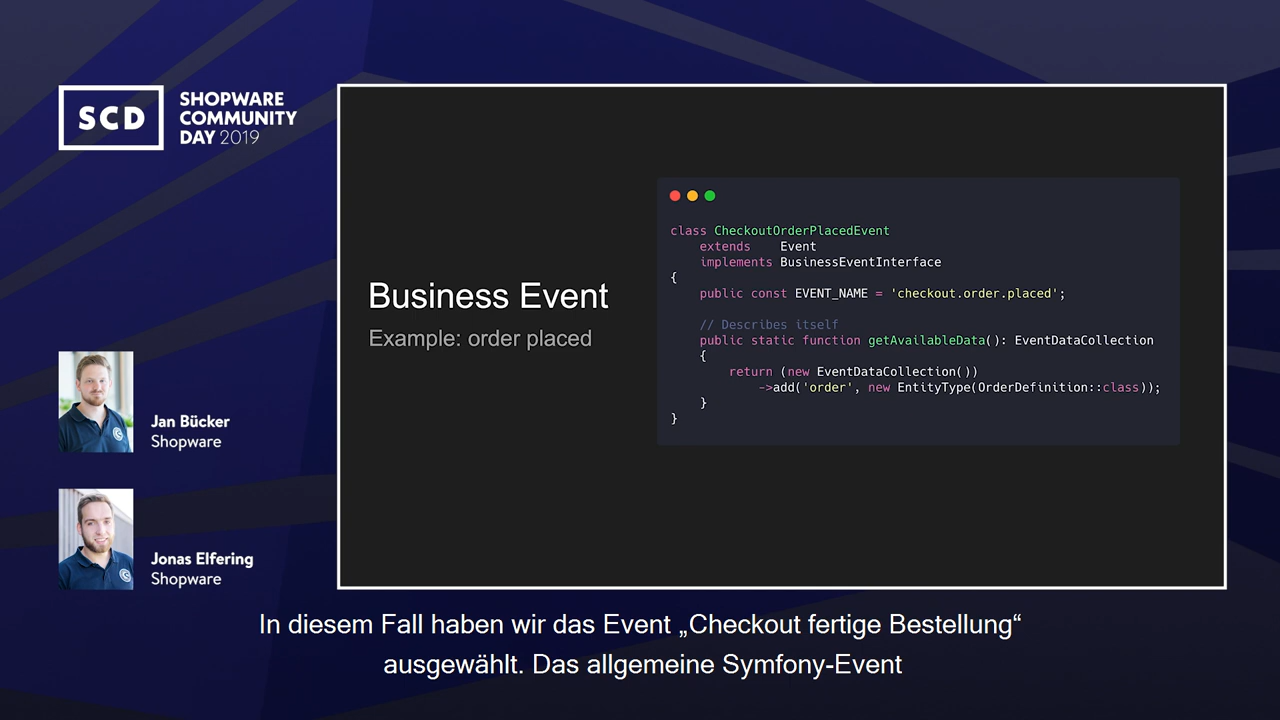 SCD
SHOPWARE
COMMUNITY
DAY 2019
Business Event
Example: order placed
class CheckoutOrderPlacedEvent
    extends    Event
    implements BusinessEventInterface
{
    public const EVENT_NAME = 'checkout.order.placed';

    // Describes itself
    public static function getAvailableData(): EventDataCollection
    {
        return (new EventDataCollection())
            ->add('order', new EntityType(OrderDefinition::class));
    }
}
Jan Bücker
Shopware
Jonas Elfering
Shopware
In diesem Fall haben wir das Event „Checkout fertige Bestellung“
ausgewählt. Das allgemeine Symfony-Event